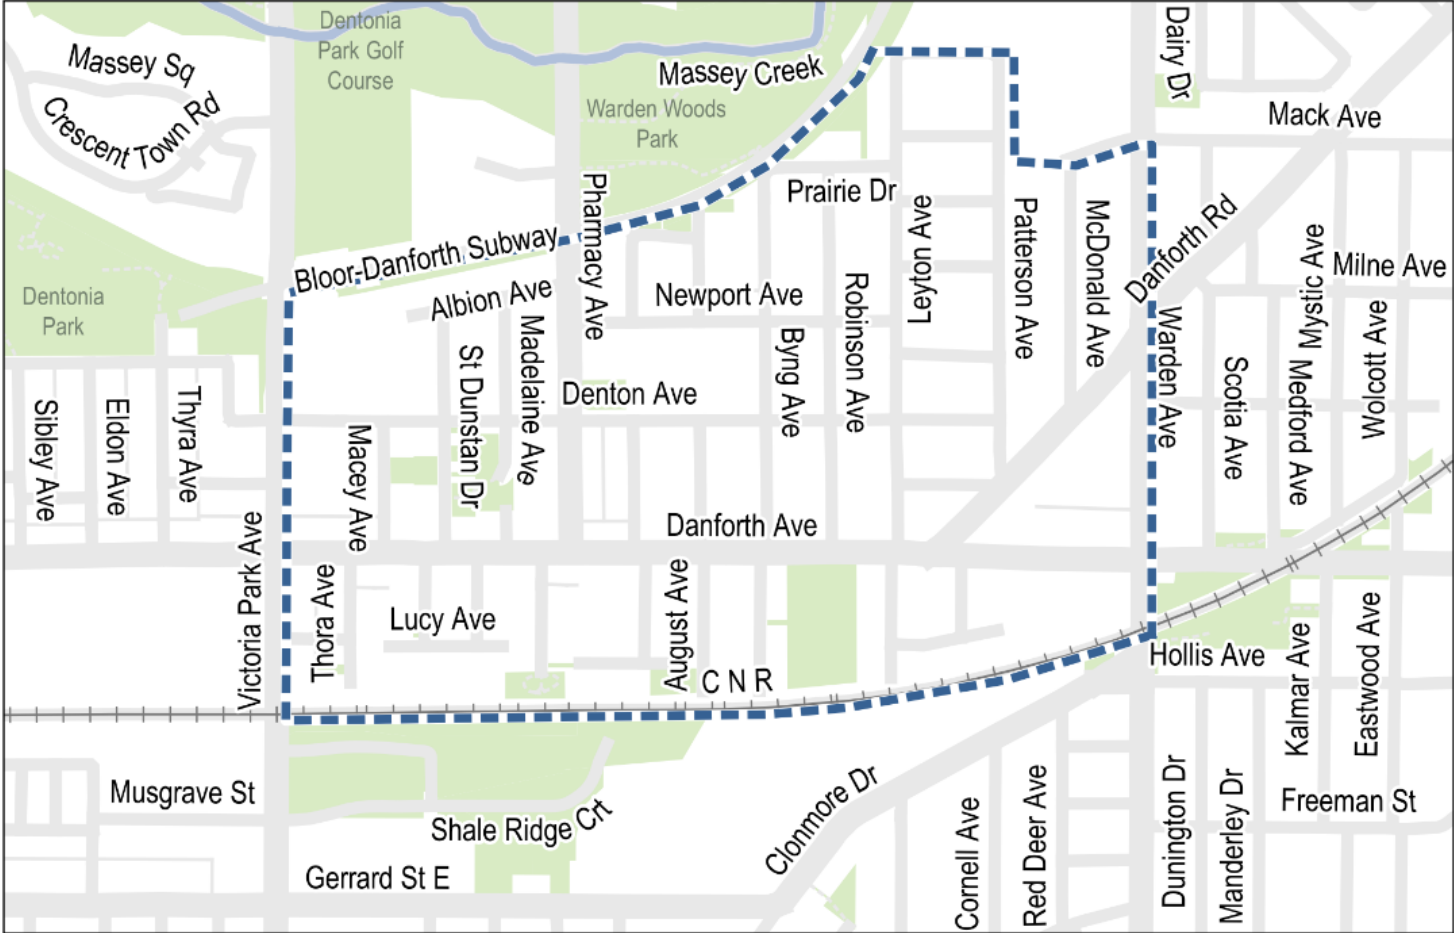 Dentonia
Park Golf
Course
Dairy Dr
Massey Sq
Massey Creek
Crescent Town Rd
Warden Woods
Park
Mack Ave
Prairie Dr
Pharmacy Ave
Leyton Ave
Patterson Ave
McDonald Ave
Danforth Rd
Bloor-Danforth Subway
Mystic Ave
Milne Ave
Dentonia
Park
Albion Ave
Newport Ave
Robinson Ave
Madelaine Ave
St Dunstan Dr
Byng Ave
Warden Ave
Scotia Ave
Medford Ave
Wolcott Ave
Denton Ave
Sibley Ave
Eldon Ave
Thyra Ave
Macey Ave
Danforth Ave
Victoria Park Ave
Thora Ave
Lucy Ave
August Ave
C N R
Hollis Ave
Kalmar Ave
Eastwood Ave
Musgrave St
Shale Ridge Crt
Clonmore Dr
Cornell Ave
Red Deer Ave
Dunington Dr
Manderley Dr
Freeman St
Gerrard St E